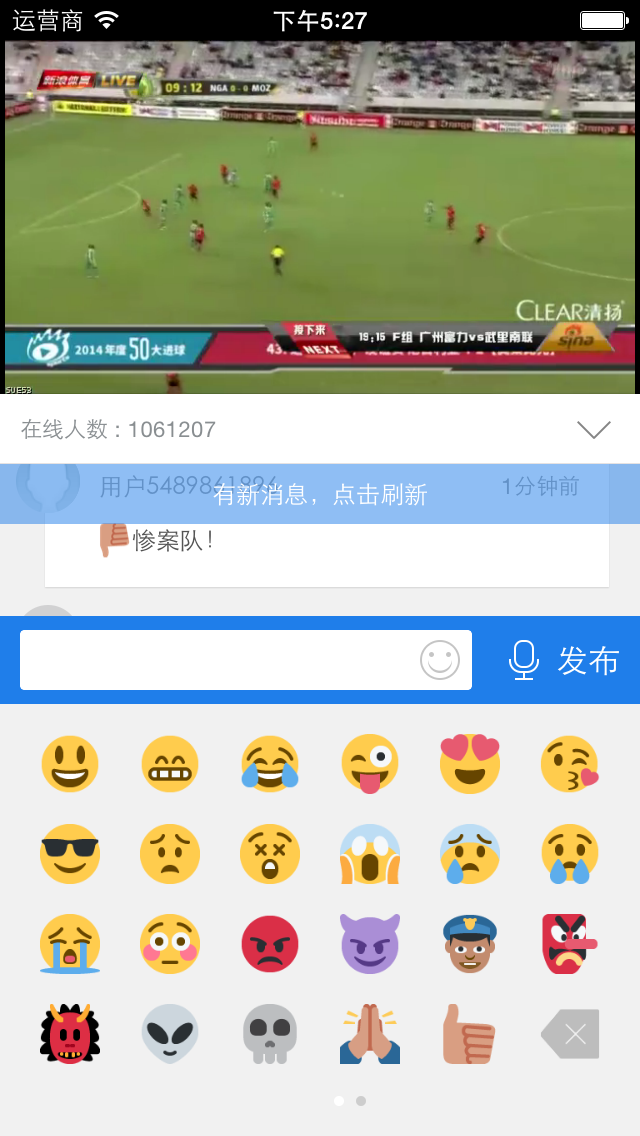 运营商
下午5:27
新浪体育 LIVE
09:12 NGA 0-0 MOZ
CLEAR清扬
接下来
NEXT
19:15 F组 广州富力vs武里南联
sina
2014年度50大进球
SUE53
在线人数：1061207
用户5489861826
1分钟前
有新消息，点击刷新
惨案队！
发布